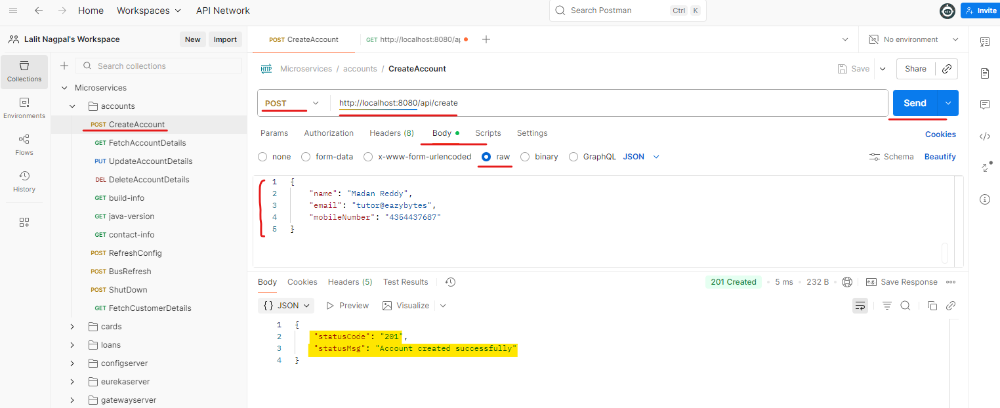 Home Workspaces API Network Search Postman Ctrl K Invite
Lalit Nagpal's Workspace New Import
POST CreateAccount GET http://localhost:8080/a No environment
Collections
Environments
Flows
History
Search collections
Microservices
accounts
POST CreateAccount
GET FetchAccountDetails
PUT UpdateAccountDetails
DEL DeleteAccountDetails
GET build-info
GET java-version
GET contact-info
POST RefreshConfig
POST BusRefresh
POST ShutDown
GET FetchCustomerDetails
cards
loans
configserver
eurekaserver
gatewayserver
HTTP Microservices / accounts / CreateAccount Save Share
POST http://localhost:8080/api/create Send
Params Authorization Headers (8) Body Scripts Settings Cookies
none form-data x-www-form-urlencoded raw binary GraphQL JSON Schema Beautify
1 {
2 "name": "Madan Reddy",
3 "email": "tutor@eazybytes",
4 "mobileNumber": "4354437687"
5 }
Body Cookies Headers (5) Test Results 201 Created 5 ms 232 B e.g. Save Response
{} JSON Preview Visualize
1 {
2 "statusCode": "201",
3 "statusMsg": "Account created successfully"
4 }